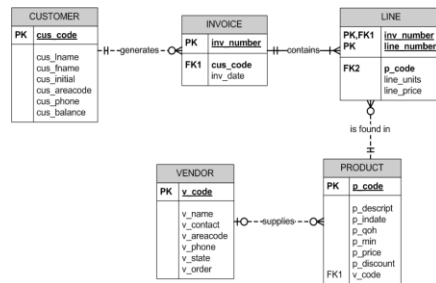 CUSTOMER
PK cus_code
cus_lname
cus_fname
cus_initial
cus_areacode
cus_phone
cus_balance
generates
INVOICE
PK inv_number
FK1 cus_code
inv_date
contains
LINE
PK,FK1 inv_number
PK line_number
FK2 p_code
line_units
line_price
is found in
VENDOR
PK v_code
v_name
v_contact
v_areacode
v_phone
v_state
v_order
supplies
PRODUCT
PK p_code
p_descript
p_indate
p_qoh
p_min
p_price
p_discount
FK1 v_code